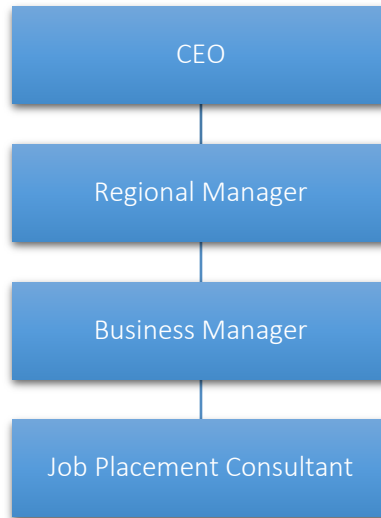 CEO
Regional Manager
Business Manager
Job Placement Consultant